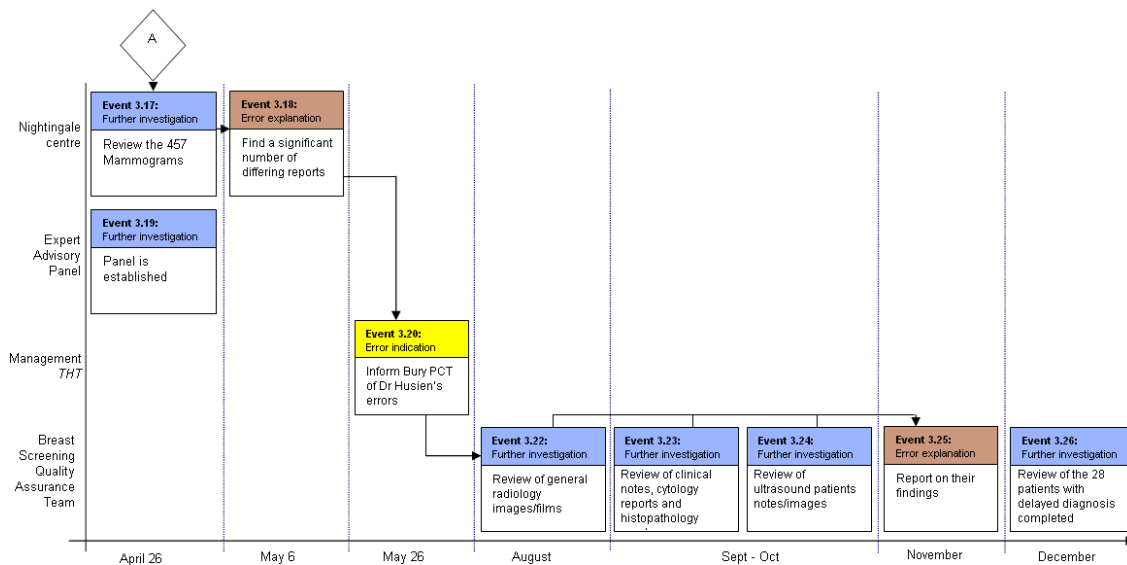 A
Nightingale
centre
Event 3.17:
Further investigation
Review the 457
Mammograms
Event 3.18:
Error explanation
Find a significant
number of
differing reports
Expert
Advisory
Panel
Event 3.19:
Further investigation
Panel is
established
Management
THT
Event 3.20:
Error indication
Inform Bury PCT
of Dr Husien's
errors
Breast
Screening
Quality
Assurance
Team
Event 3.22:
Further investigation
Review of general
radiology
images/films
Event 3.23:
Further investigation
Review of clinical
notes, cytology
reports and
histopathology
Event 3.24:
Further investigation
Review of
ultrasound patients
notes/images
Event 3.25:
Error explanation
Report on their
findings
Event 3.26:
Further investigation
Review of the 28
patients with
delayed diagnosis
completed
April 26
May 6
May 26
August
Sept - Oct
November
December